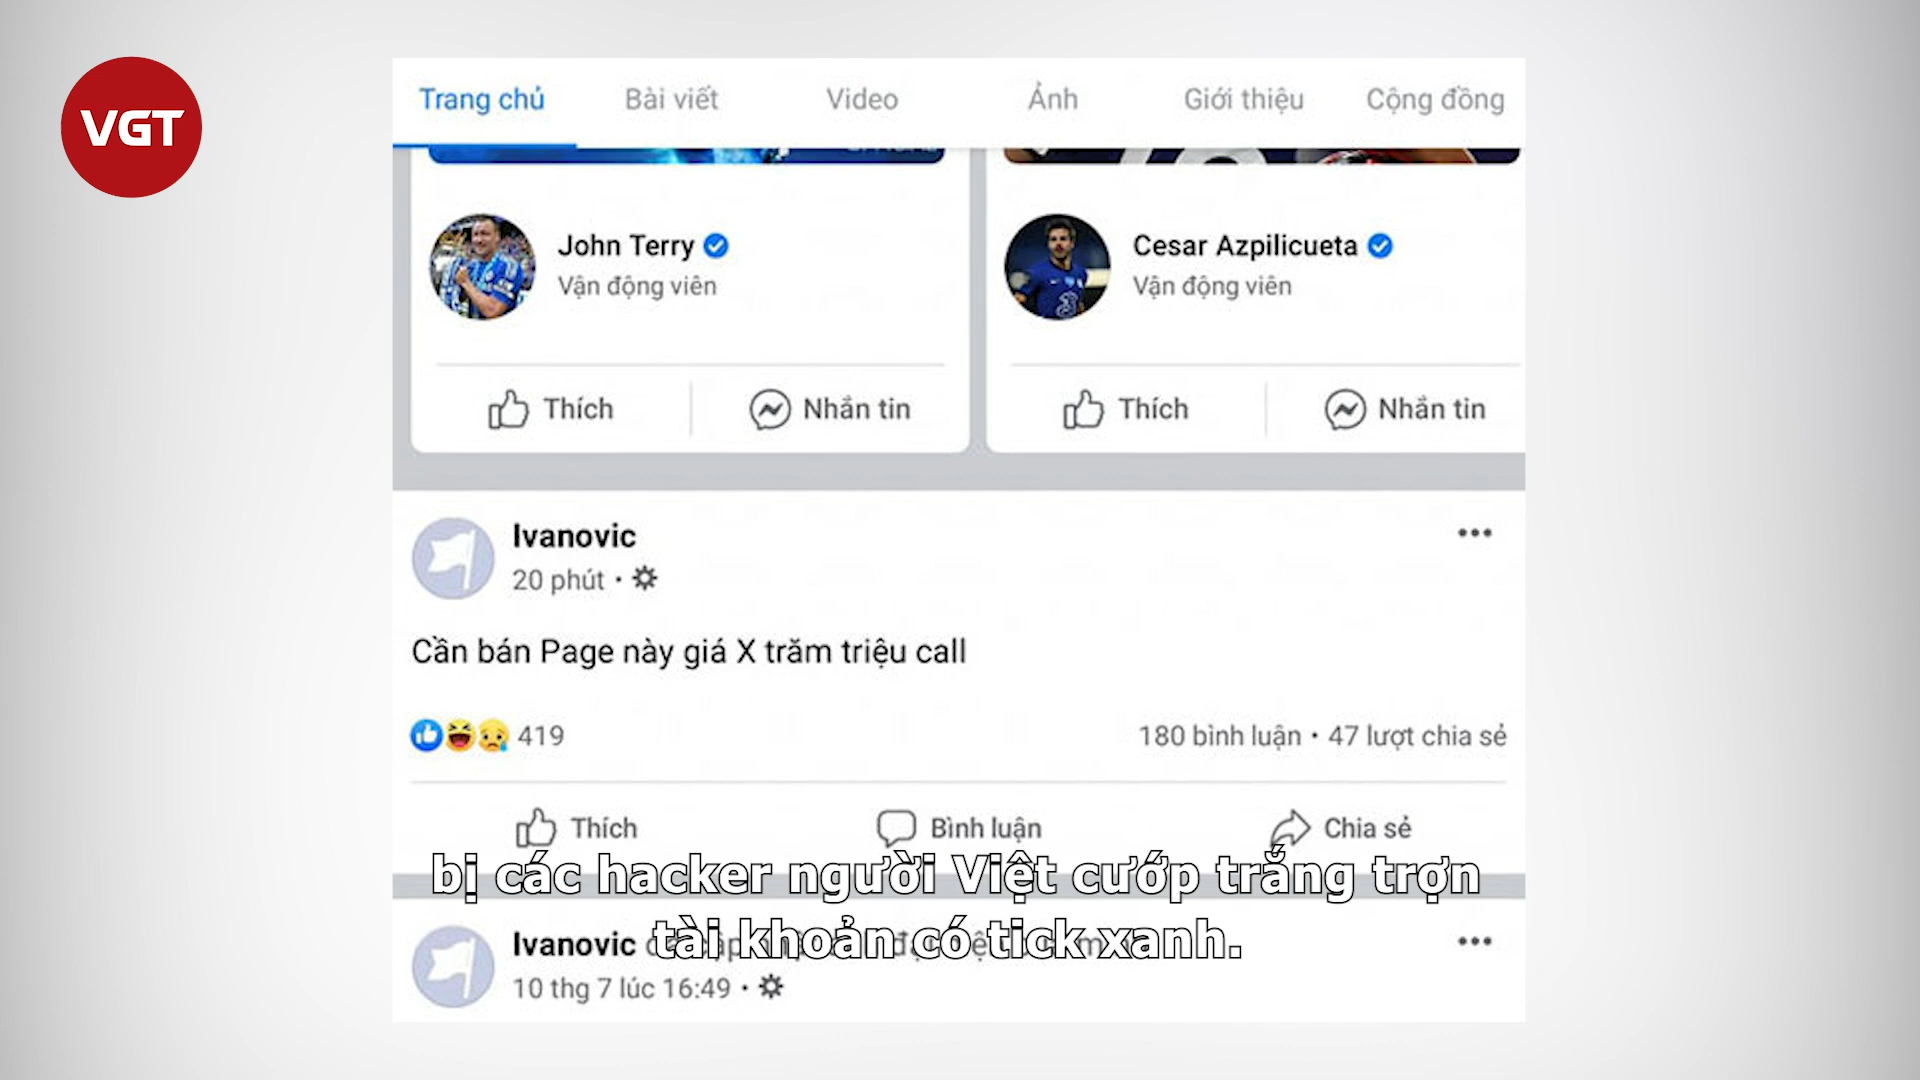 VGT
Trang chủ Bài viết Video Ảnh Giới thiệu Cộng đồng
John Terry
Vận động viên
Cesar Azpilicueta
Vận động viên
Thích Nhắn tin Thích Nhắn tin
Ivanovic
20 phút •
Cần bán Page này giá X trăm triệu call
419
180 bình luận • 47 lượt chia sẻ
Thích Bình luận Chia sẻ
bị các hacker người Việt cướp trắng trợn
tài khoản có tick xanh.
Ivanovic
10 thg 7 lúc 16:49 •